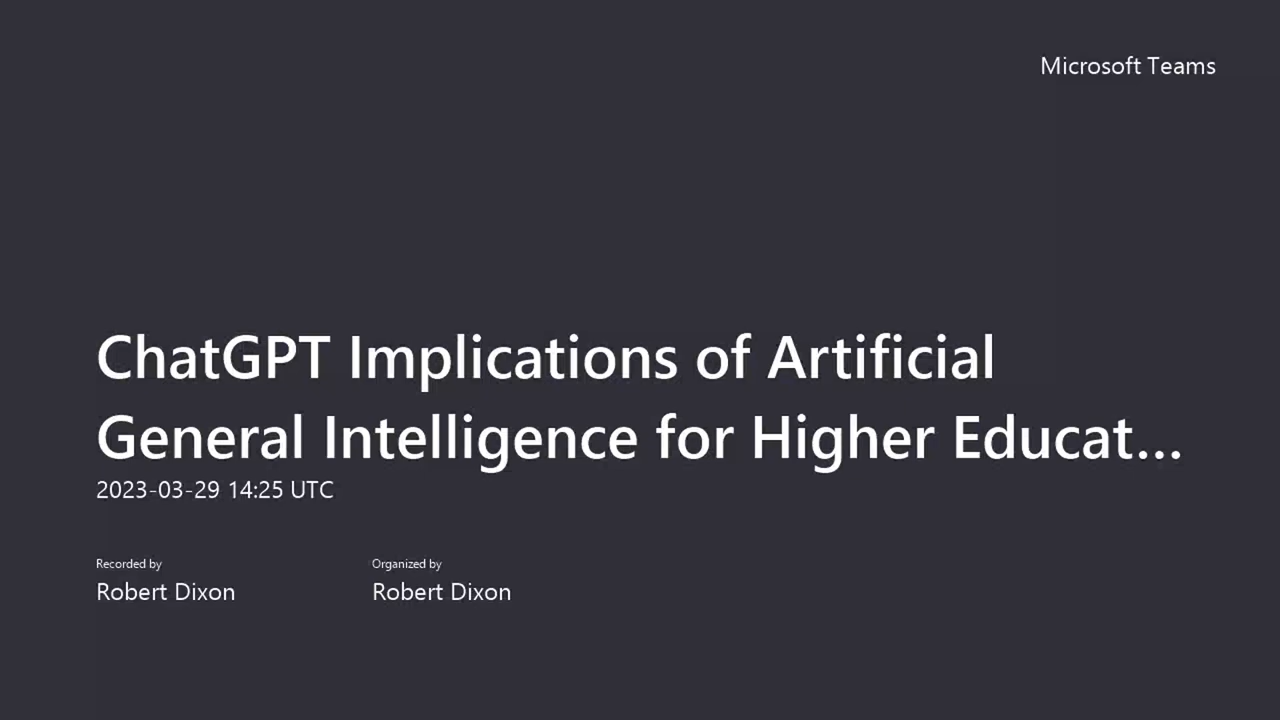 Microsoft Teams
ChatGPT Implications of Artificial
General Intelligence for Higher Educat...
2023-03-29 14:25 UTC
Recorded by
Robert Dixon
Organized by
Robert Dixon